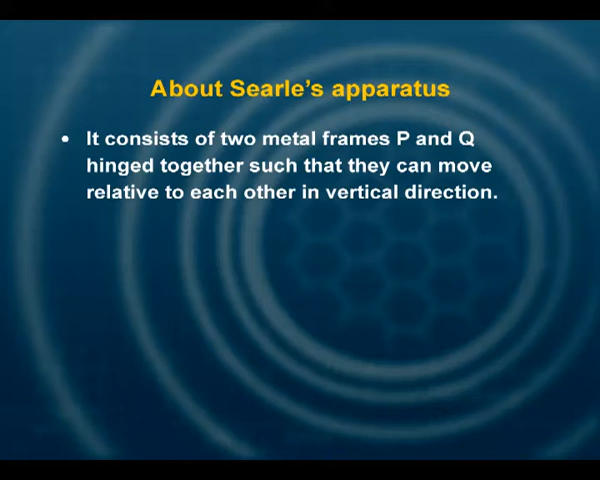 About Searle's apparatus
• It consists of two metal frames P and Q
hinged together such that they can move
relative to each other in vertical direction.